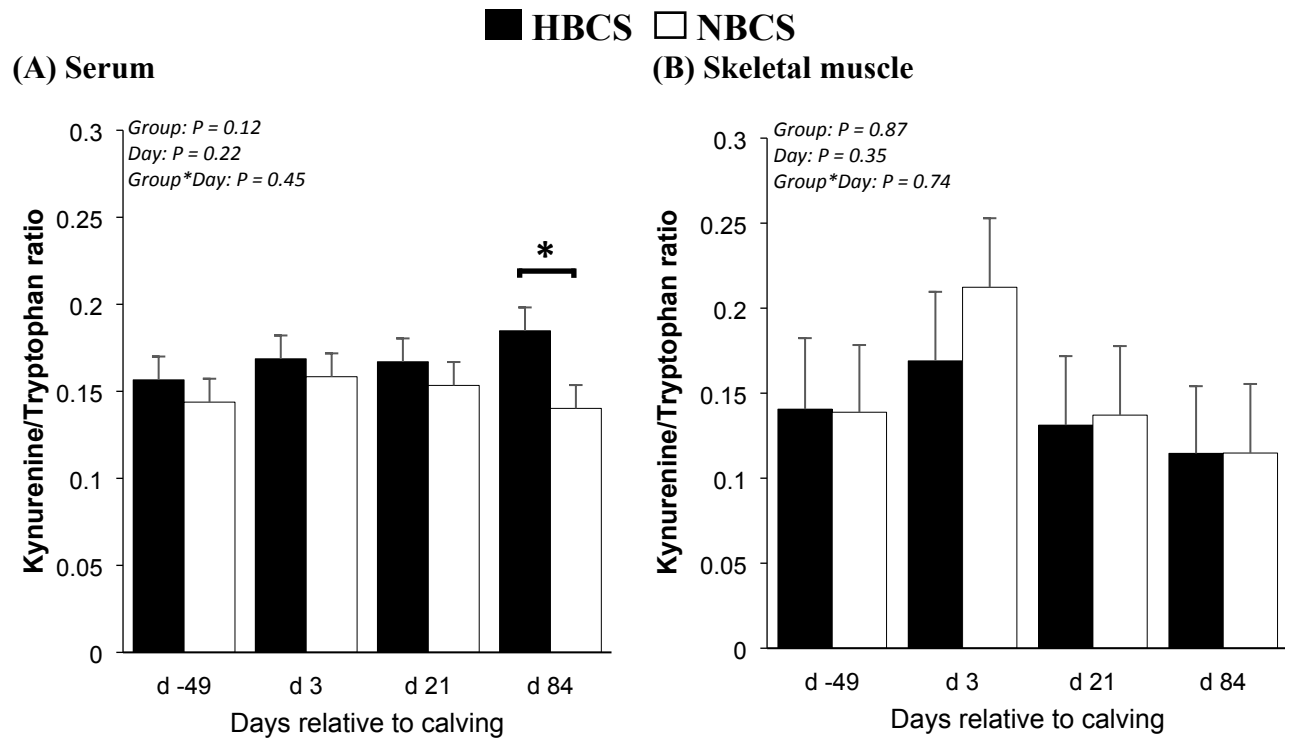 HBCS NBCS
(A) Serum
Group: P = 0.12
Day: P = 0.22
Group*Day: P = 0.45
Kynurenine/Tryptophan ratio
0.3
0.25
0.2
0.15
0.1
0.05
0
*
d -49 d 3 d 21 d 84
Days relative to calving
(B) Skeletal muscle
Group: P = 0.87
Day: P = 0.35
Group*Day: P = 0.74
Kynurenine/Tryptophan ratio
0.3
0.25
0.2
0.15
0.1
0.05
0
d -49 d 3 d 21 d 84
Days relative to calving